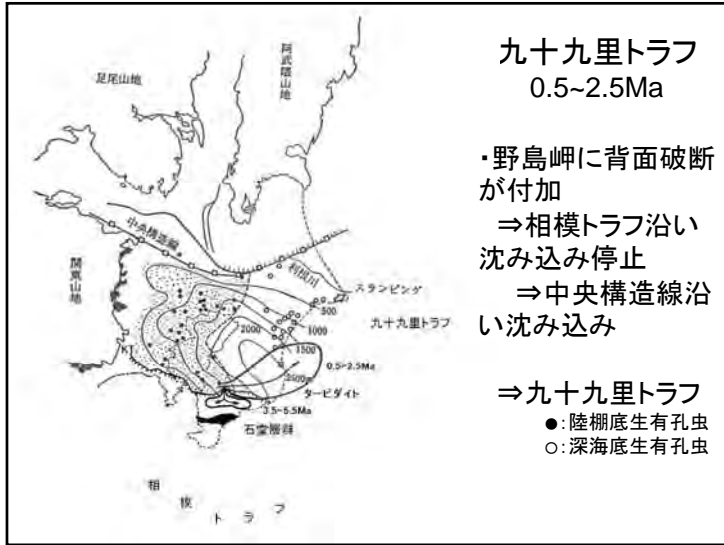 九十九里トラフ
0.5~2.5Ma
・野島岬に背面破断
が付加
⇒相模トラフ沿い
沈み込み停止
⇒中央構造線沿
い沈み込み
⇒九十九里トラフ
●:陸棚底生有孔虫
○:深海底生有孔虫
足尾山地
阿武隈山地
中央構造線
利根川
関東山地
スランピング
500
九十九里トラフ
1000
2000
1500
0.5~2.5Ma
タービダイト
3.5~5.5Ma
石堂層群
相模トラフ